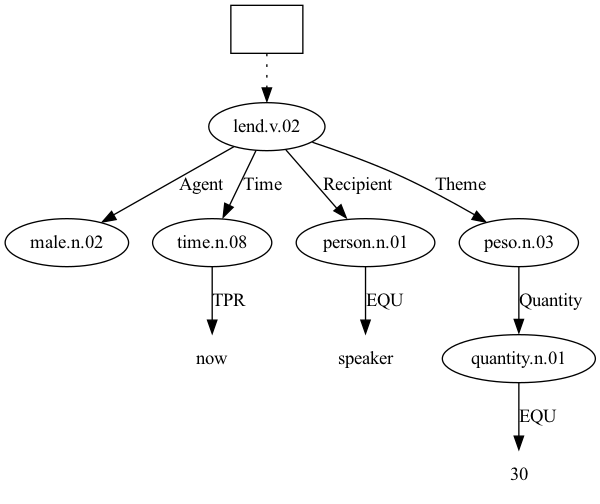 lend.v.02
Agent Time Recipient Theme
male.n.02 time.n.08 person.n.01 peso.n.03
TPR EQU Quantity
now speaker quantity.n.01
EQU
30